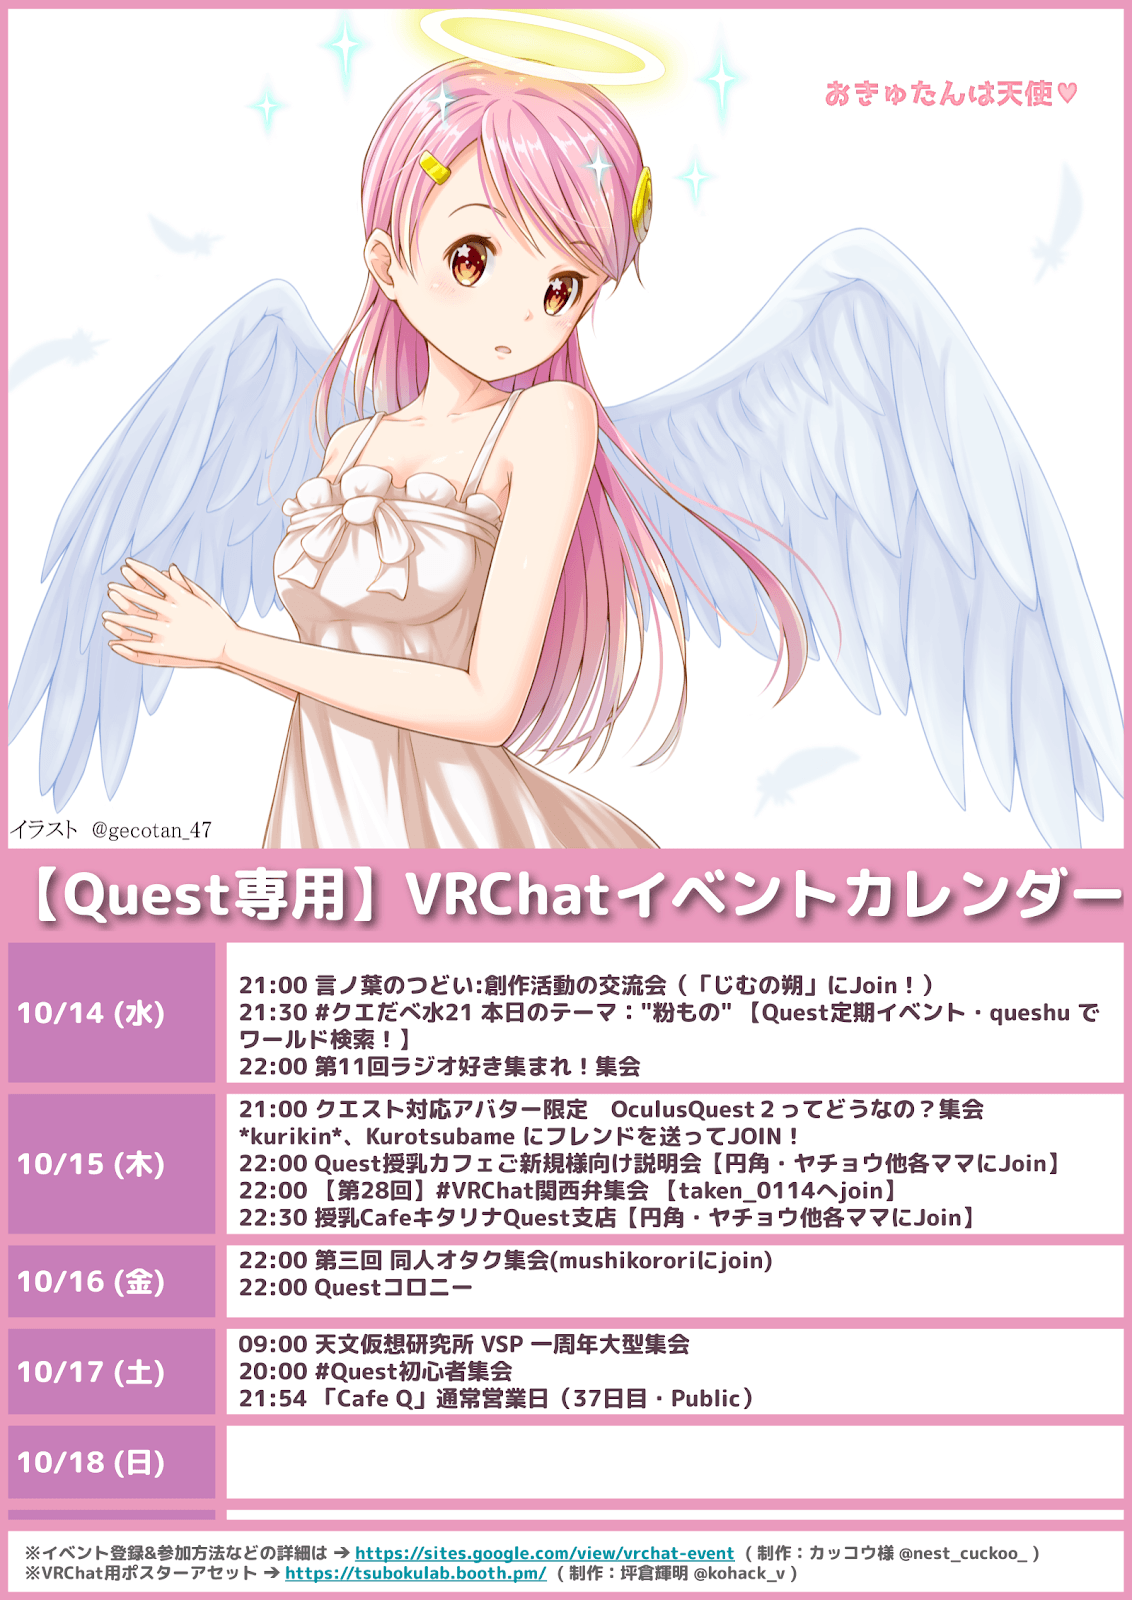 おきゅたんは天使♥
イラスト @gecotan_47
【Quest専用】VRChatイベントカレンダー
10/14 (水)
21:00 言ノ葉のつどい:創作活動の交流会（「じむの朔」にJoin！）
21:30 #クエだべ水21 本日のテーマ："粉もの" 【Quest定期イベント・queshu で
ワールド検索！】
22:00 第11回ラジオ好き集まれ！集会
10/15 (木)
21:00 クエスト対応アバター限定　OculusQuest２ってどうなの？集会
*kurikin*、Kurotsubame にフレンドを送ってJOIN！
22:00 Quest授乳カフェご新規様向け説明会【円角・ヤチョウ他各ママにJoin】
22:00 【第28回】#VRChat関西弁集会 【taken_0114へjoin】
22:30 授乳CafeキタリナQuest支店【円角・ヤチョウ他各ママにJoin】
10/16 (金)
22:00 第三回 同人オタク集会(mushikororiにjoin)
22:00 Questコロニー
10/17 (土)
09:00 天文仮想研究所 VSP 一周年大型集会
20:00 #Quest初心者集会
21:54 「Cafe Q」通常営業日（37日目・Public）
10/18 (日)
※イベント登録&参加方法などの詳細は → https://sites.google.com/view/vrchat-event （制作：カッコウ様 @nest_cuckoo_ ）
※VRChat用ポスターアセット → https://tsubokulab.booth.pm/ （制作：坪倉輝明 @kohack_v ）